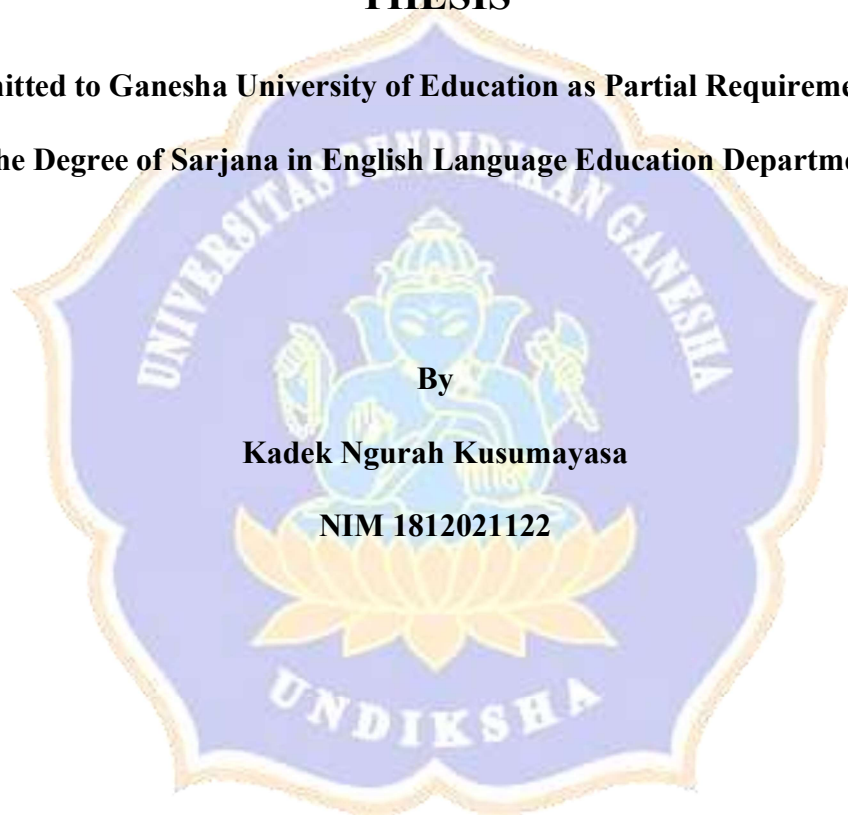 THESIS
mitted to Ganesha University of Education as Partial Requireme
he Degree of Sarjana in English Language Education Departme
UNIVERSITAS PENDIDIKAN GANESHA
By
Kadek Ngurah Kusumayasa
NIM 1812021122
UNDIKSHA